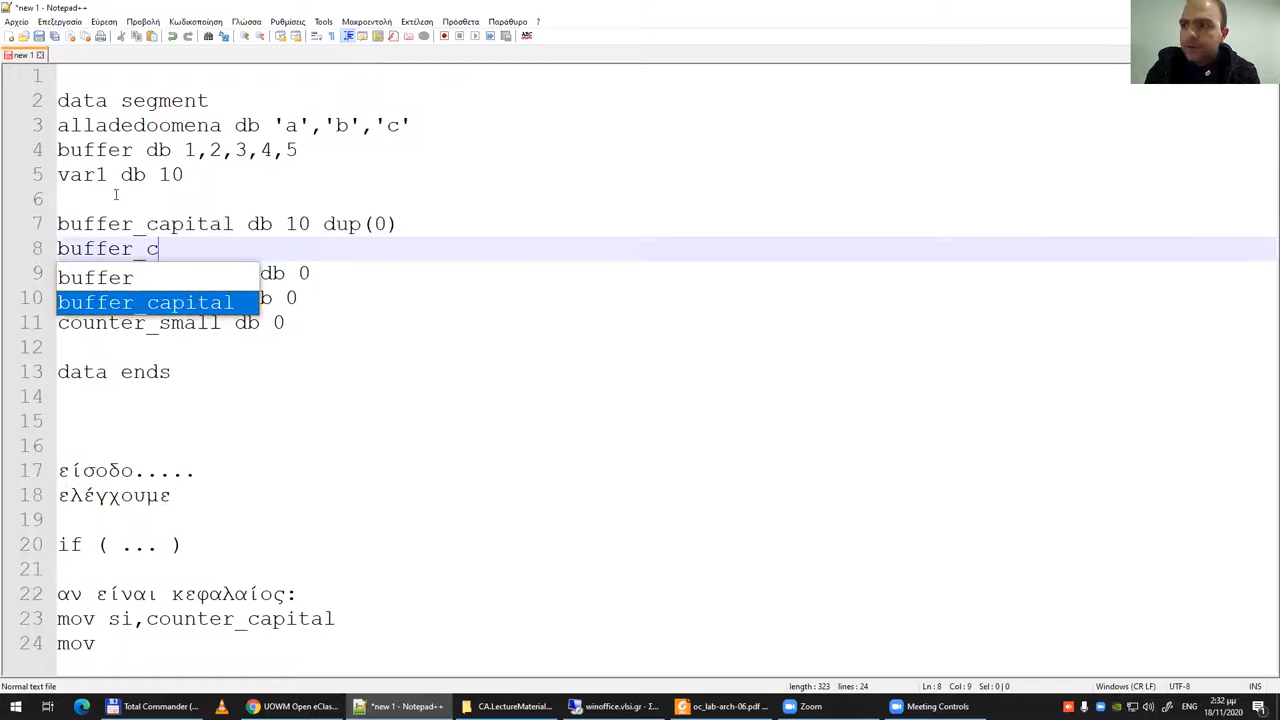 *new 1 - Notepad++
Αρχείο Επεξεργασία Εύρεση Προβολή Κωδικοποίηση Γλώσσα Ρυθμίσεις Tools Μακροεντολή Εκτέλεση Πρόσθετα Παράθυρο ?
new 1
1
2 data segment
3 alladedoomena db 'a','b','c'
4 buffer db 1,2,3,4,5
5 var1 db 10
6
7 buffer_capital db 10 dup(0)
8 buffer_c
buffer
buffer_capital
9 db 0
10 b 0
11 counter_small db 0
12
13 data ends
14
15
16
17 είσοδο.....
18 ελέγχουμε
19
20 if ( ... )
21
22 αν είναι κεφαλαίος:
23 mov si,counter_capital
24 mov
Normal text file length : 323 lines : 24 Ln : 8 Col : 9 Sel : 0 | 0 Windows (CR LF) UTF-8 INS
Total Commander (... UOWM Open eClass... *new 1 - Notepad++ C:\CA.LectureMaterial... winoffice.vlsi.gr - Σ... oc_lab-arch-06.pdf ... Zoom Meeting Controls 2:32 μμ
18/11/2020